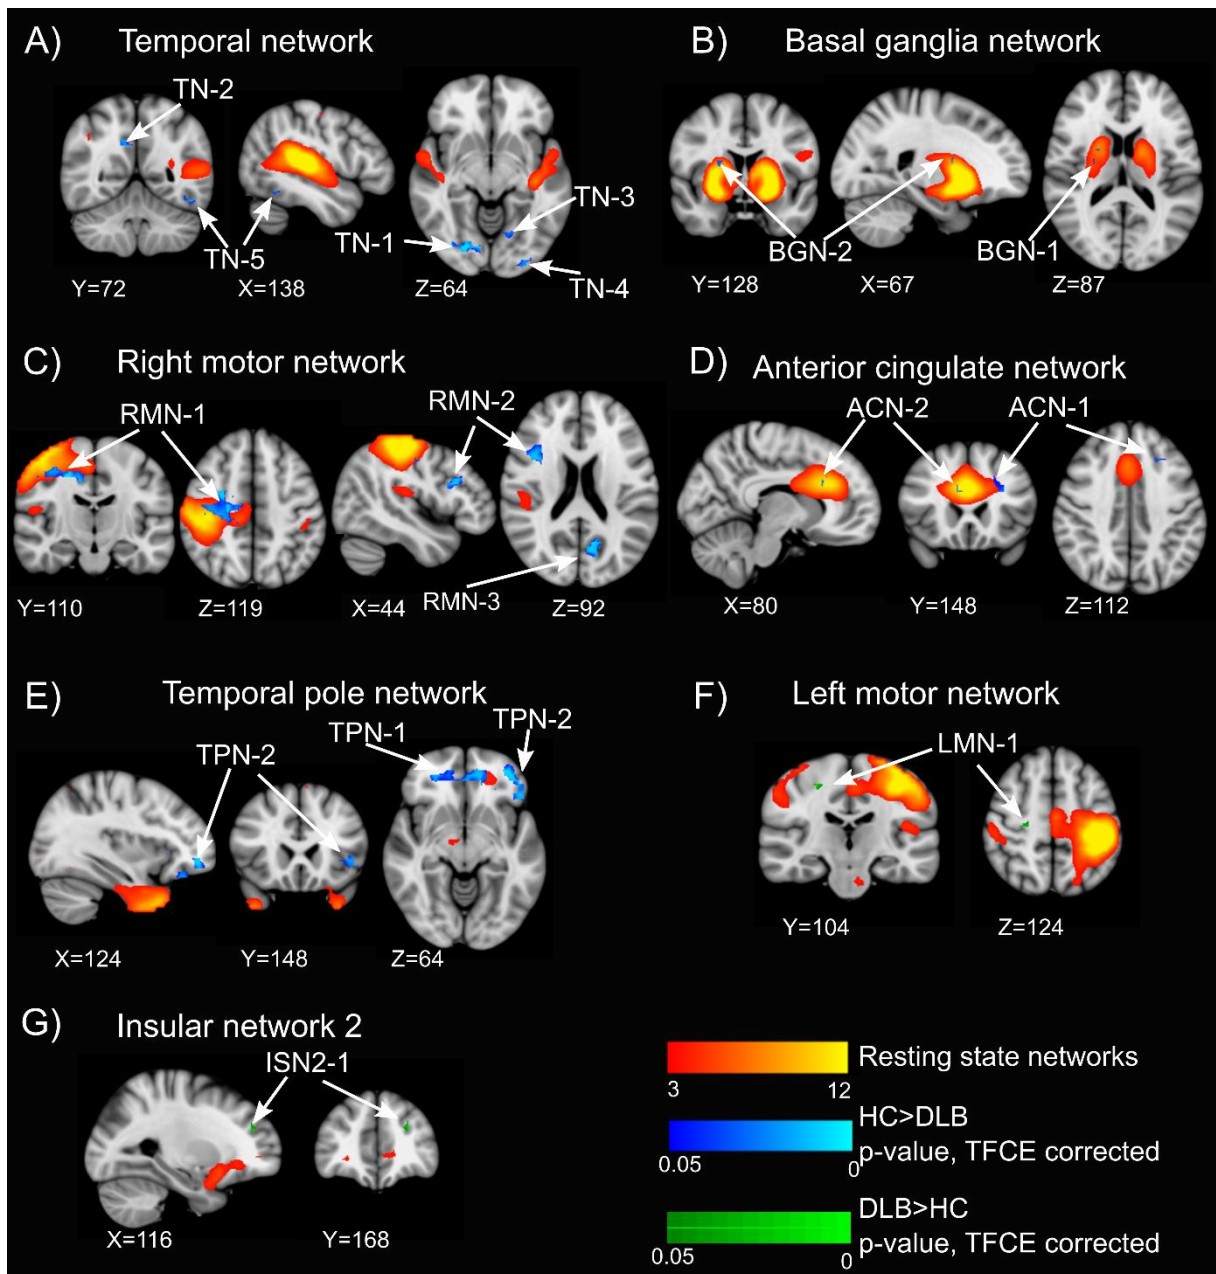 A) Temporal network
TN-2
TN-3
TN-1
TN-5
TN-4
Y=72
X=138
Z=64
B) Basal ganglia network
BGN-2
BGN-1
Y=128
X=67
Z=87
C) Right motor network
RMN-1
RMN-2
RMN-3
Y=110
Z=119
X=44
Z=92
D) Anterior cingulate network
ACN-2
ACN-1
X=80
Y=148
Z=112
E) Temporal pole network
TPN-2
TPN-1
TPN-2
X=124
Y=148
Z=64
F) Left motor network
LMN-1
Y=104
Z=124
G) Insular network 2
ISN2-1
X=116
Y=168
Resting state networks
3
12
HC>DLB
p-value, TFCE corrected
0.05
0
DLB>HC
p-value, TFCE corrected
0.05
0